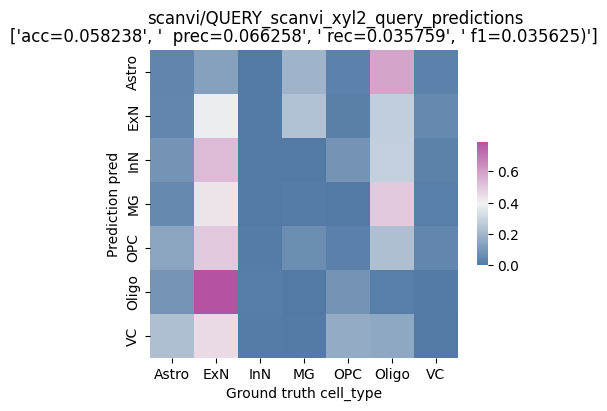 scanvi/QUERY_scanvi_xyl2_query_predictions
['acc=0.058238', '  prec=0.066258', ' rec=0.035759', ' f1=0.035625)']
Astro
ExN
InN
MG
OPC
Oligo
VC
Prediction pred
0.6
0.4
0.2
0.0
Astro ExN InN MG OPC Oligo VC
Ground truth cell_type